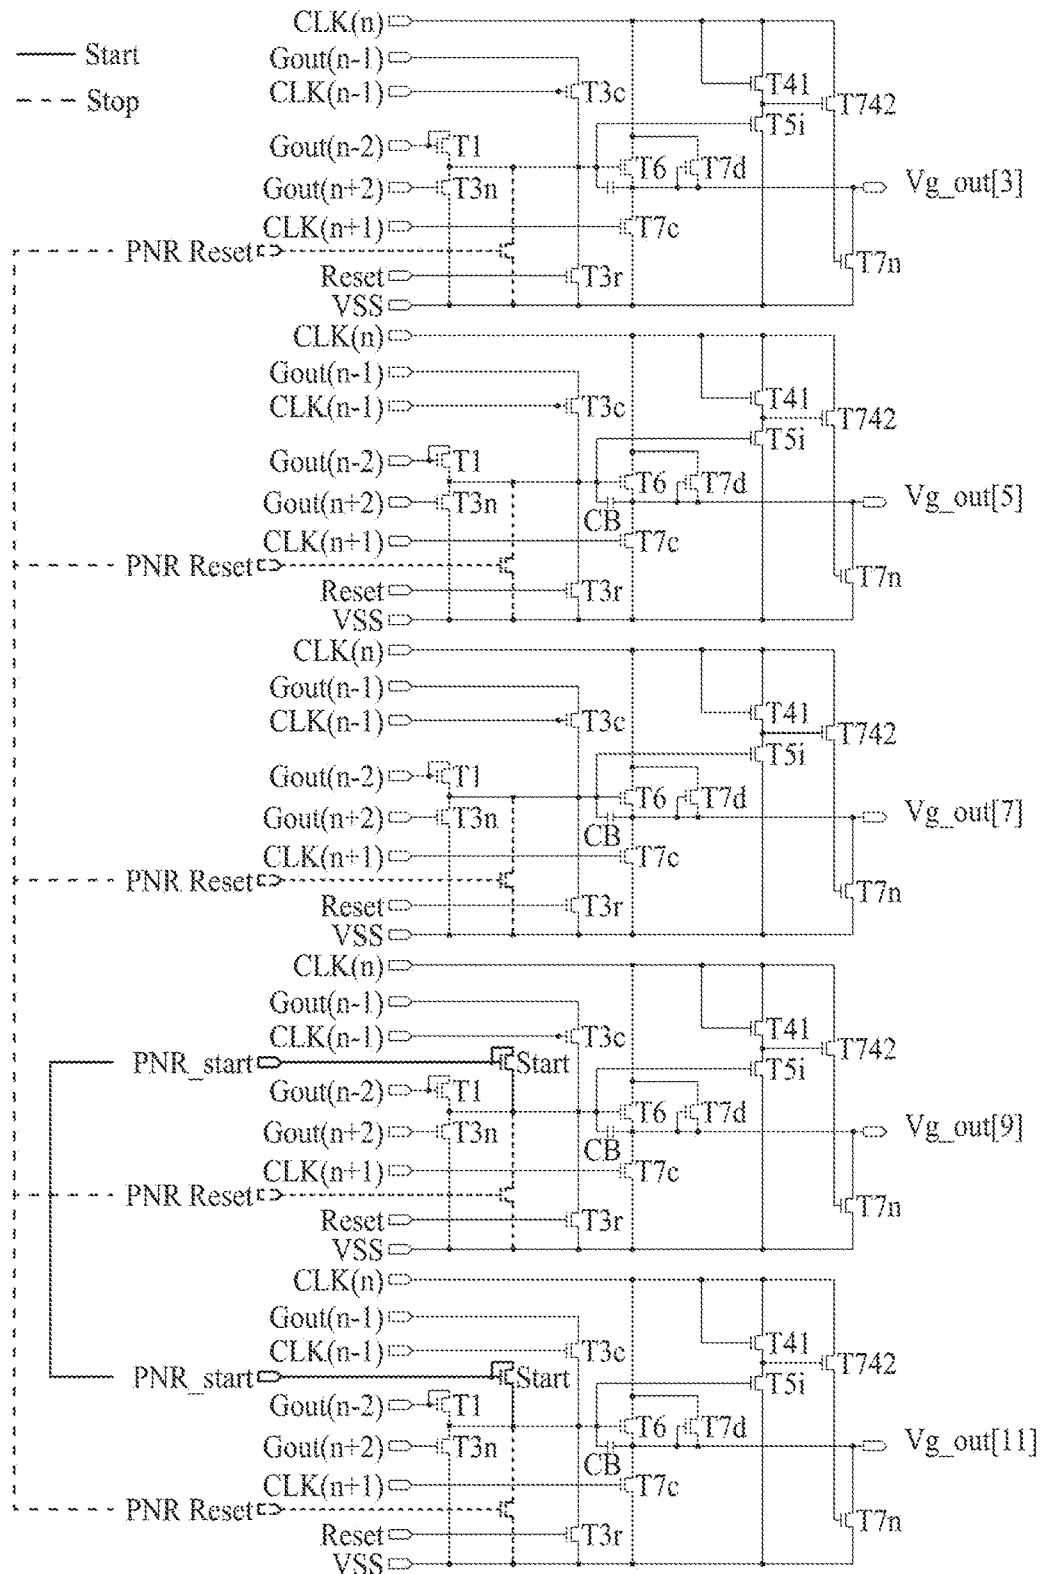 CLK(n)
Start
Gout(n-1)
Stop
CLK(n-1)
T3c
T41
T742
T5i
Gout(n-2)
T1
T6
T7d
Vg_out[3]
Gout(n+2)
T3n
CLK(n+1)
T7c
PNR Reset
T7n
Reset
T3r
VSS
CLK(n)
Gout(n-1)
CLK(n-1)
T3c
T41
T742
T5i
Gout(n-2)
T1
T6
T7d
Vg_out[5]
Gout(n+2)
T3n
CB
CLK(n+1)
T7c
PNR Reset
T7n
Reset
T3r
VSS
CLK(n)
Gout(n-1)
CLK(n-1)
T3c
T41
T742
T5i
Gout(n-2)
T1
T6
T7d
Vg_out[7]
Gout(n+2)
T3n
CB
CLK(n+1)
T7c
PNR Reset
T7n
Reset
T3r
VSS
CLK(n)
Gout(n-1)
CLK(n-1)
T3c
T41
T742
PNR_start
Start
T5i
Gout(n-2)
T1
T6
T7d
Vg_out[9]
Gout(n+2)
T3n
CB
CLK(n+1)
T7c
PNR Reset
T7n
Reset
T3r
VSS
CLK(n)
Gout(n-1)
CLK(n-1)
T3c
T41
T742
PNR_start
Start
T5i
Gout(n-2)
T1
T6
T7d
Vg_out[11]
Gout(n+2)
T3n
CB
CLK(n+1)
T7c
PNR Reset
T7n
Reset
T3r
VSS